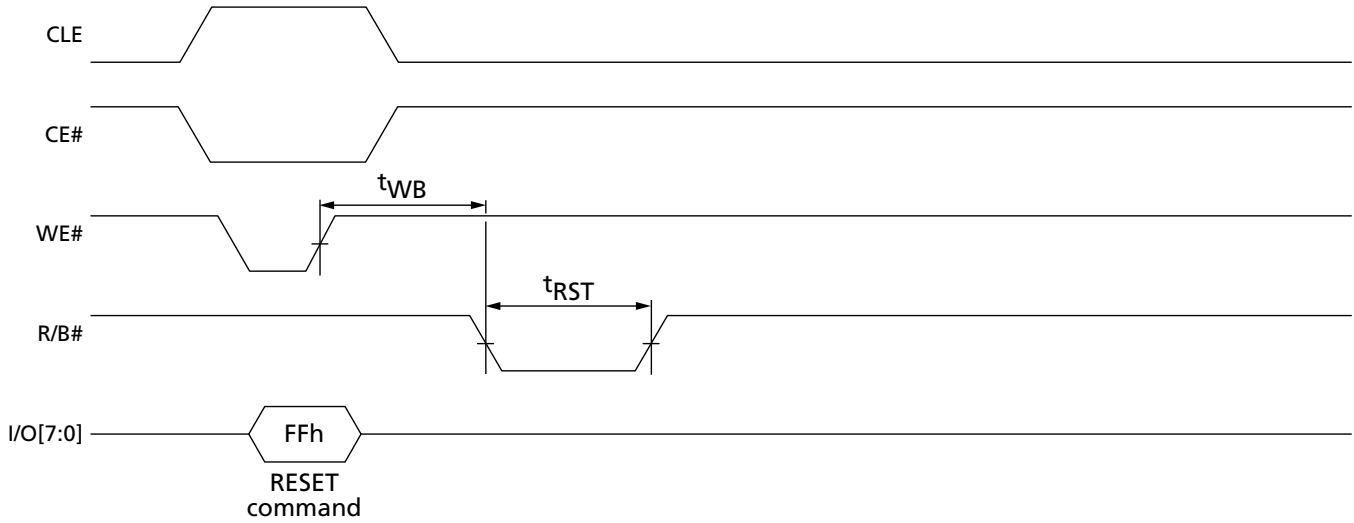 CLE
CE#
tWB
WE#
tRST
R/B#
I/O[7:0]
FFh
RESET
command